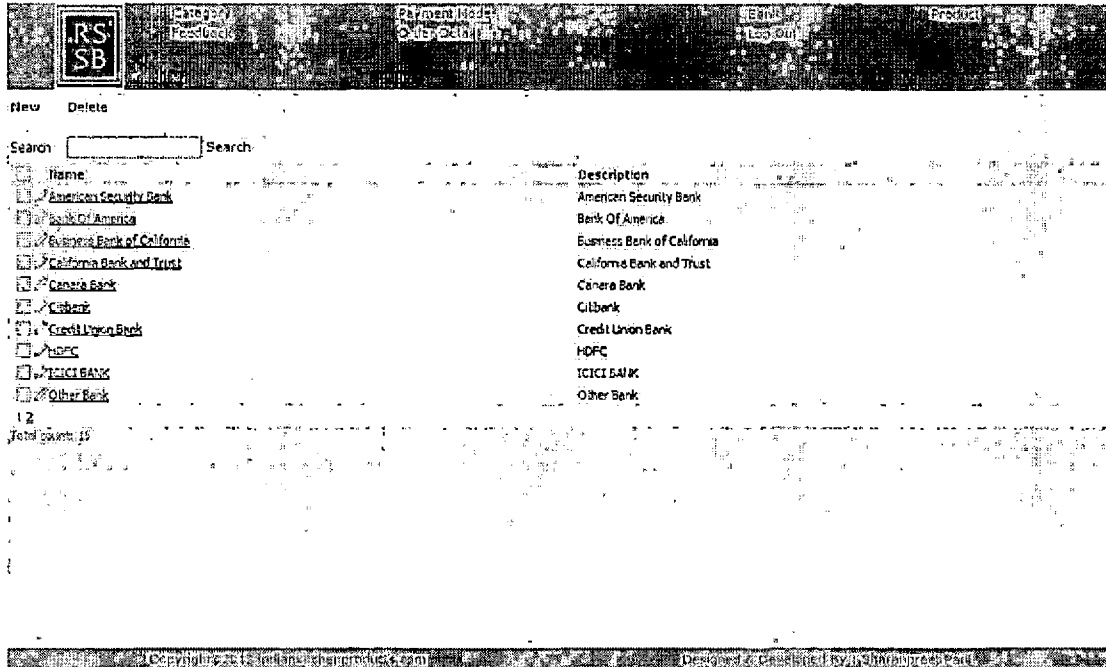 RS
SB
Category Payment Mode Bank Product
Feedback Log Out
New Delete
Search Search
Name Description
American Security Bank American Security Bank
Bank Of America Bank Of America
Business Bank of California Business Bank of California
California Bank and Trust California Bank and Trust
Canara Bank Canara Bank
Citibank Citibank
Credit Union Bank Credit Union Bank
HDFC HDFC
ICICI BANK ICICI BANK
Other Bank Other Bank
1 2
Total count: 15